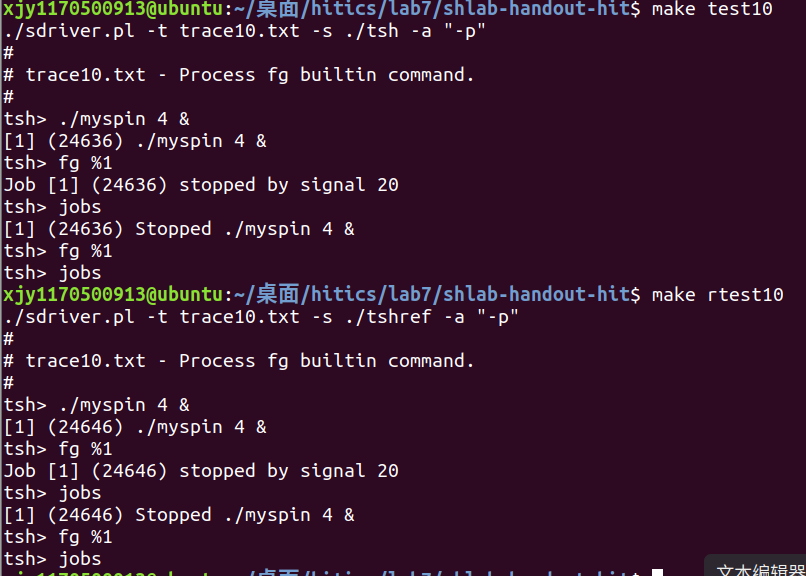 xjy1170500913@ubuntu:~/桌面/hitics/lab7/shlab-handout-hit$ make test10
./sdriver.pl -t trace10.txt -s ./tsh -a "-p"
#
# trace10.txt - Process fg builtin command.
#
tsh> ./myspin 4 &
[1] (24636) ./myspin 4 &
tsh> fg %1
Job [1] (24636) stopped by signal 20
tsh> jobs
[1] (24636) Stopped ./myspin 4 &
tsh> fg %1
tsh> jobs
xjy1170500913@ubuntu:~/桌面/hitics/lab7/shlab-handout-hit$ make rtest10
./sdriver.pl -t trace10.txt -s ./tshref -a "-p"
#
# trace10.txt - Process fg builtin command.
#
tsh> ./myspin 4 &
[1] (24646) ./myspin 4 &
tsh> fg %1
Job [1] (24646) stopped by signal 20
tsh> jobs
[1] (24646) Stopped ./myspin 4 &
tsh> fg %1
tsh> jobs
文本编辑器